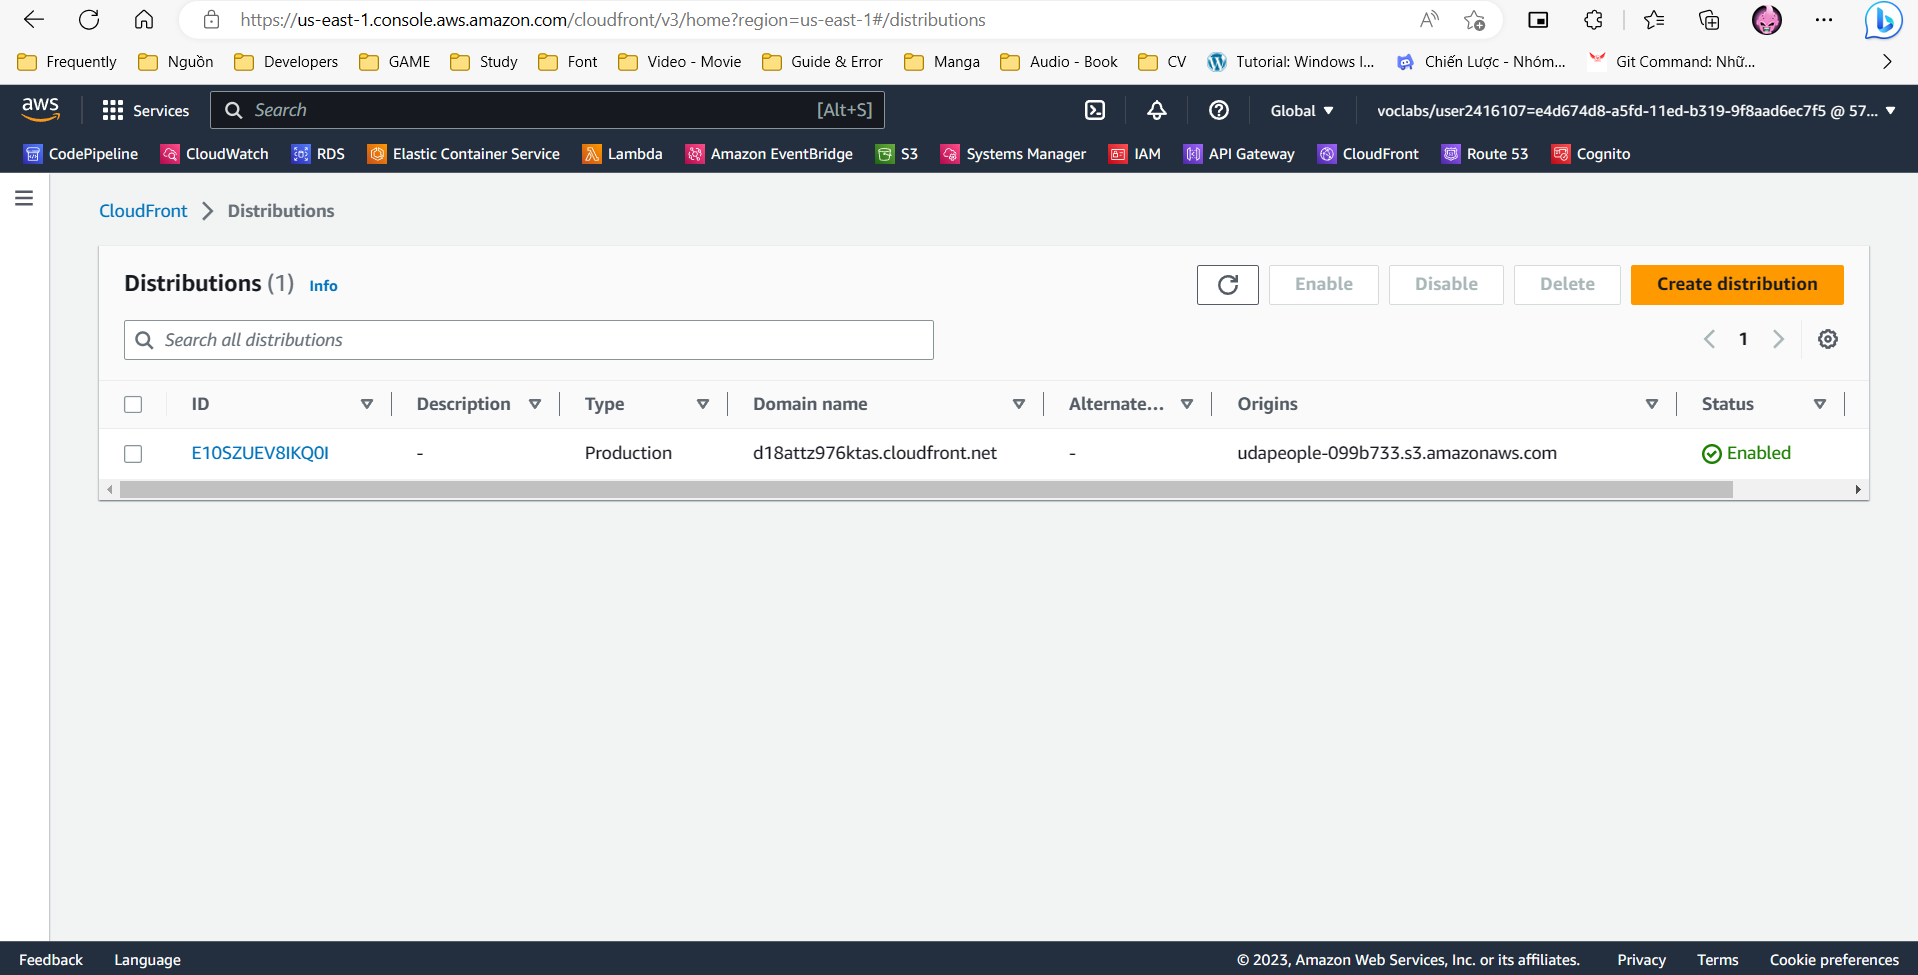 https://us-east-1.console.aws.amazon.com/cloudfront/v3/home?region=us-east-1#/distributions
Frequently Nguồn Developers GAME Study Font Video - Movie Guide & Error Manga Audio - Book CV Tutorial: Windows I... Chiến Lược - Nhóm... Git Command: Nhữ...
aws Services Search [Alt+S] Global voclabs/user2416107=e4d674d8-a5fd-11ed-b319-9f8aad6ec7f5 @ 57...
CodePipeline CloudWatch RDS Elastic Container Service Lambda Amazon EventBridge S3 Systems Manager IAM API Gateway CloudFront Route 53 Cognito
CloudFront Distributions
Distributions (1) Info Enable Disable Delete Create distribution
Search all distributions 1
ID Description Type Domain name Alternate... Origins Status
E10SZUEV8IKQ0I - Production d18attz976ktas.cloudfront.net - udapeople-099b733.s3.amazonaws.com Enabled
Feedback Language © 2023, Amazon Web Services, Inc. or its affiliates. Privacy Terms Cookie preferences